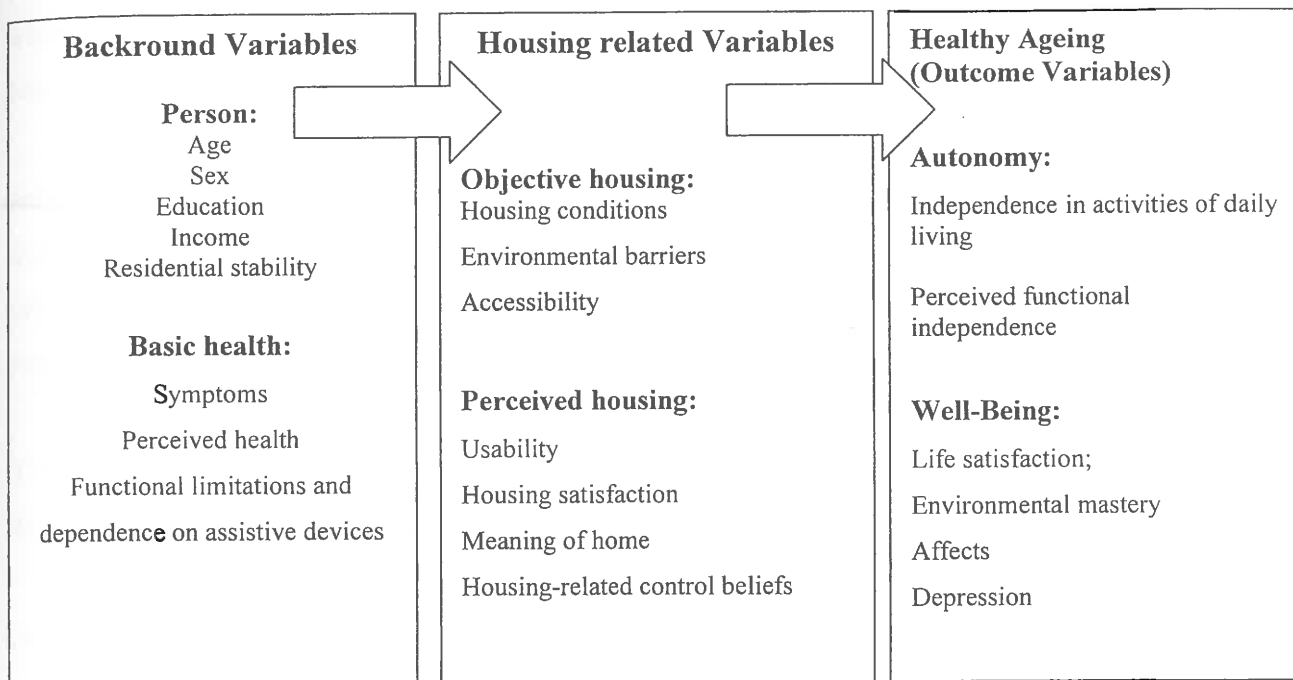 Backround Variables
Person:
Age
Sex
Education
Income
Residential stability
Basic health:
Symptoms
Perceived health
Functional limitations and
dependence on assistive devices
Housing related Variables
Objective housing:
Housing conditions
Environmental barriers
Accessibility
Perceived housing:
Usability
Housing satisfaction
Meaning of home
Housing-related control beliefs
Healthy Ageing
(Outcome Variables)
Autonomy:
Independence in activities of daily
living
Perceived functional
independence
Well-Being:
Life satisfaction;
Environmental mastery
Affects
Depression